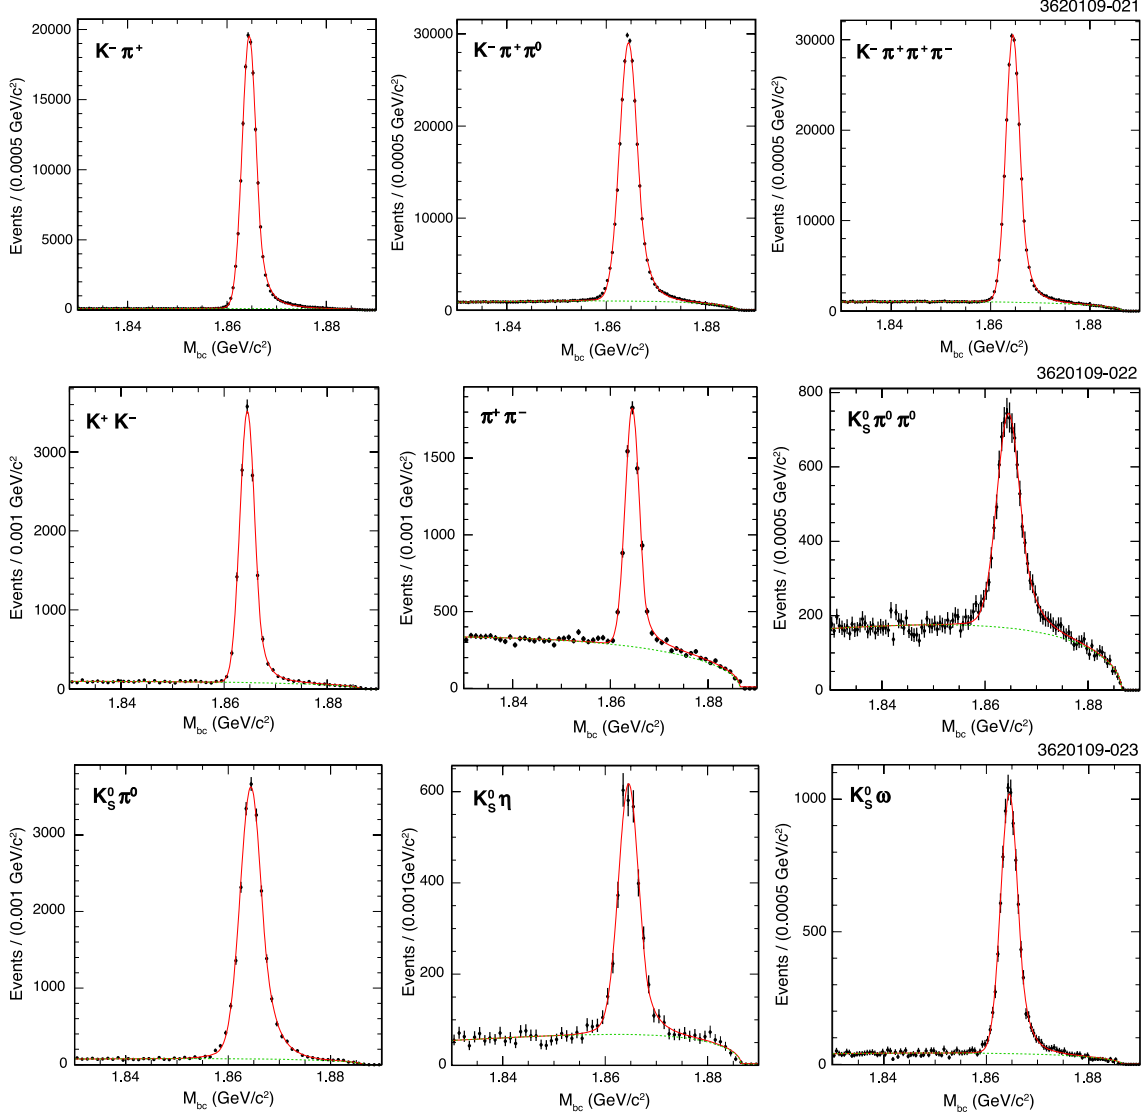 3620109-021
K⁻ π⁺
Events / (0.0005 GeV/c²)
20000
15000
10000
5000
0
1.84
1.86
1.88
M_bc (GeV/c²)
K⁻ π⁺ π⁰
Events / (0.0005 GeV/c²)
30000
20000
10000
0
1.84
1.86
1.88
M_bc (GeV/c²)
K⁻ π⁺ π⁺ π⁻
Events / (0.0005 GeV/c²)
30000
20000
10000
0
1.84
1.86
1.88
M_bc (GeV/c²)
3620109-022
K⁺ K⁻
Events / 0.001 GeV/c²
3000
2000
1000
0
1.84
1.86
1.88
M_bc (GeV/c²)
π⁺ π⁻
Events / (0.001 GeV/c²)
1500
1000
500
0
1.84
1.86
1.88
M_bc (GeV/c²)
K_S⁰ π⁰ π⁰
Events / (0.0005 GeV/c²)
800
600
400
200
0
1.84
1.86
1.88
M_bc (GeV/c²)
3620109-023
K_S⁰ π⁰
Events / (0.001 GeV/c²)
3000
2000
1000
0
1.84
1.86
1.88
M_bc (GeV/c²)
K_S⁰ η
Events / (0.001GeV/c²)
600
400
200
0
1.84
1.86
1.88
M_bc (GeV/c²)
K_S⁰ ω
Events / (0.0005 GeV/c²)
1000
500
0
1.84
1.86
1.88
M_bc (GeV/c²)